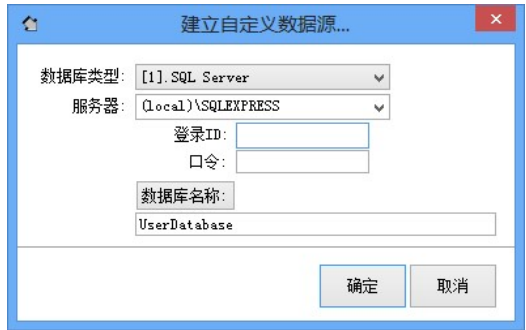 建立自定义数据源...
数据库类型: [1].SQL Server
服务器: (local)\SQLEXPRESS
登录ID:
口令:
数据库名称:
UserDatabase
确定 取消